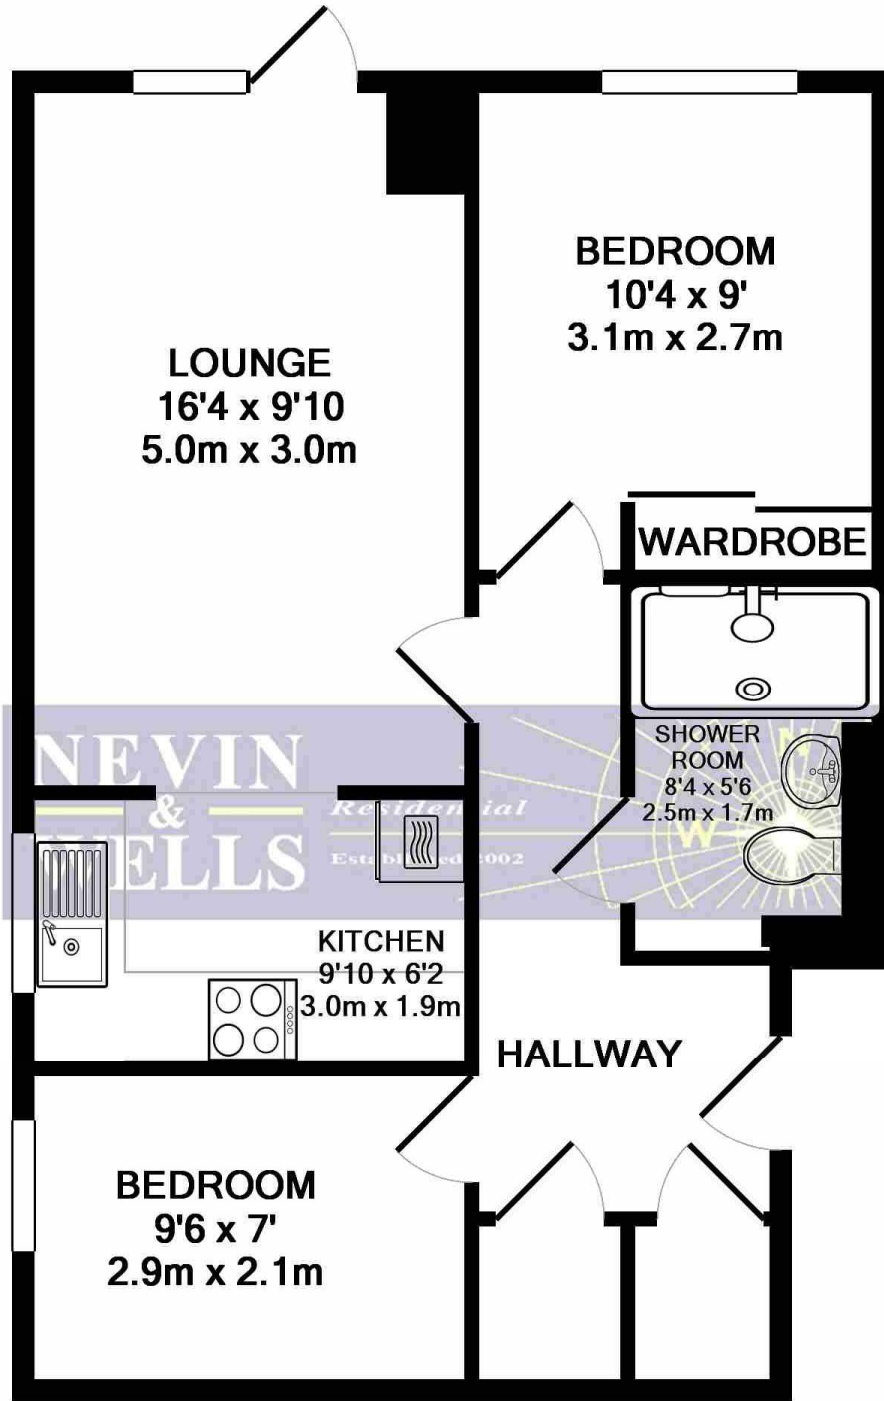 BEDROOM
10'4 x 9'
3.1m x 2.7m
LOUNGE
16'4 x 9'10
5.0m x 3.0m
WARDROBE
SHOWER
ROOM
8'4 x 5'6
2.5m x 1.7m
NEVIN
&
WELLS
Residential
Established 2002
N
W
KITCHEN
9'10 x 6'2
3.0m x 1.9m
HALLWAY
BEDROOM
9'6 x 7'
2.9m x 2.1m